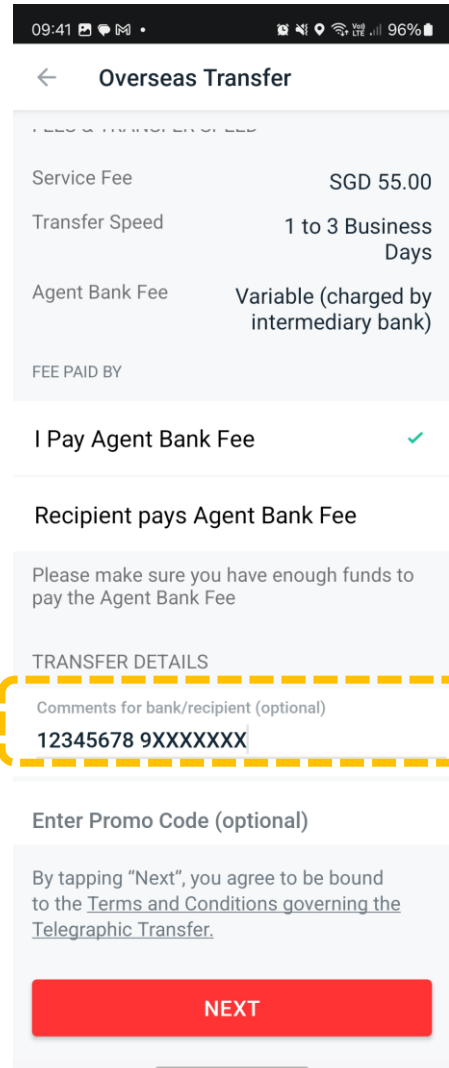 09:41
96%
Overseas Transfer
FEES & TRANSFER SPEED
Service Fee
SGD 55.00
Transfer Speed
1 to 3 Business
Days
Agent Bank Fee
Variable (charged by
intermediary bank)
FEE PAID BY
I Pay Agent Bank Fee
Recipient pays Agent Bank Fee
Please make sure you have enough funds to
pay the Agent Bank Fee
TRANSFER DETAILS
Comments for bank/recipient (optional)
12345678 9XXXXXXX
Enter Promo Code (optional)
By tapping “Next”, you agree to be bound
to the Terms and Conditions governing the
Telegraphic Transfer.
NEXT